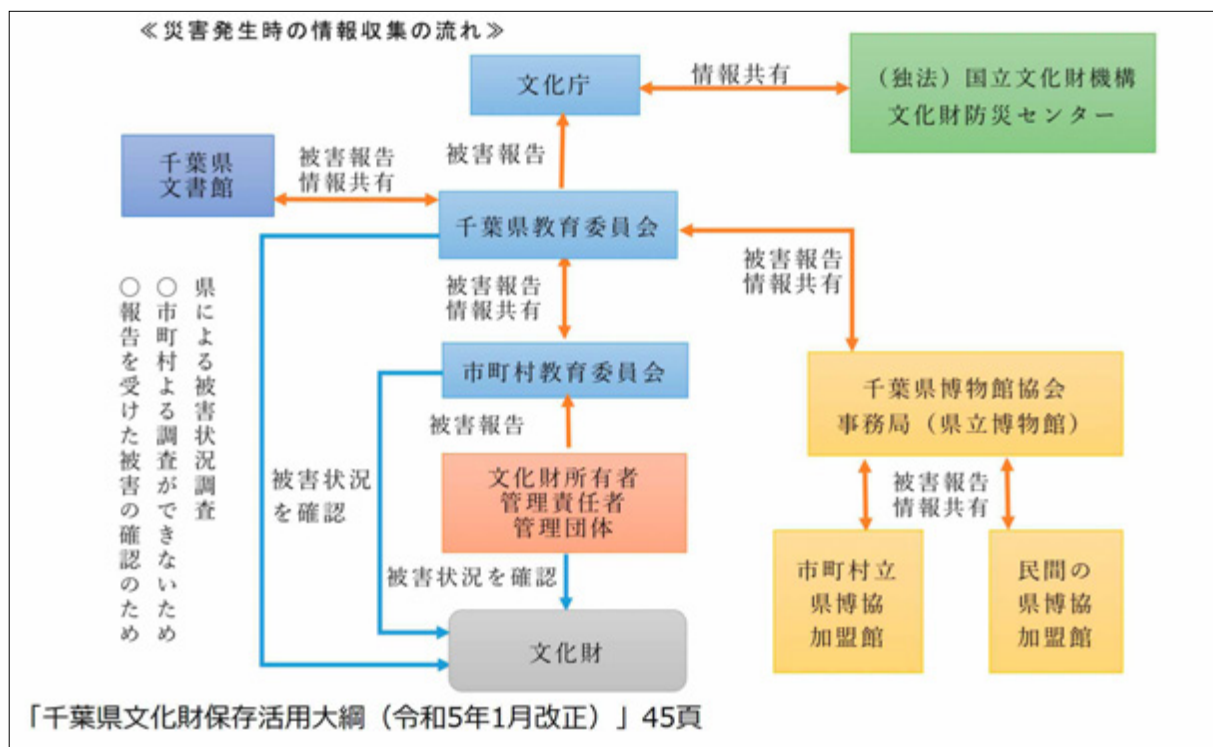 ≪災害発生時の情報収集の流れ≫
文化庁
情報共有
（独法）国立文化財機構
文化財防災センター
被害報告
千葉県
文書館
被害報告
情報共有
千葉県教育委員会
被害報告
情報共有
被害報告
情報共有
県による被害状況調査
○市町村よる調査ができないため
○報告を受けた被害の確認のため
市町村教育委員会
千葉県博物館協会
事務局（県立博物館）
被害報告
被害状況
を確認
文化財所有者
管理責任者
管理団体
被害報告
情報共有
被害状況を確認
市町村立
県博協
加盟館
民間の
県博協
加盟館
文化財
「千葉県文化財保存活用大綱（令和5年1月改正）」45頁